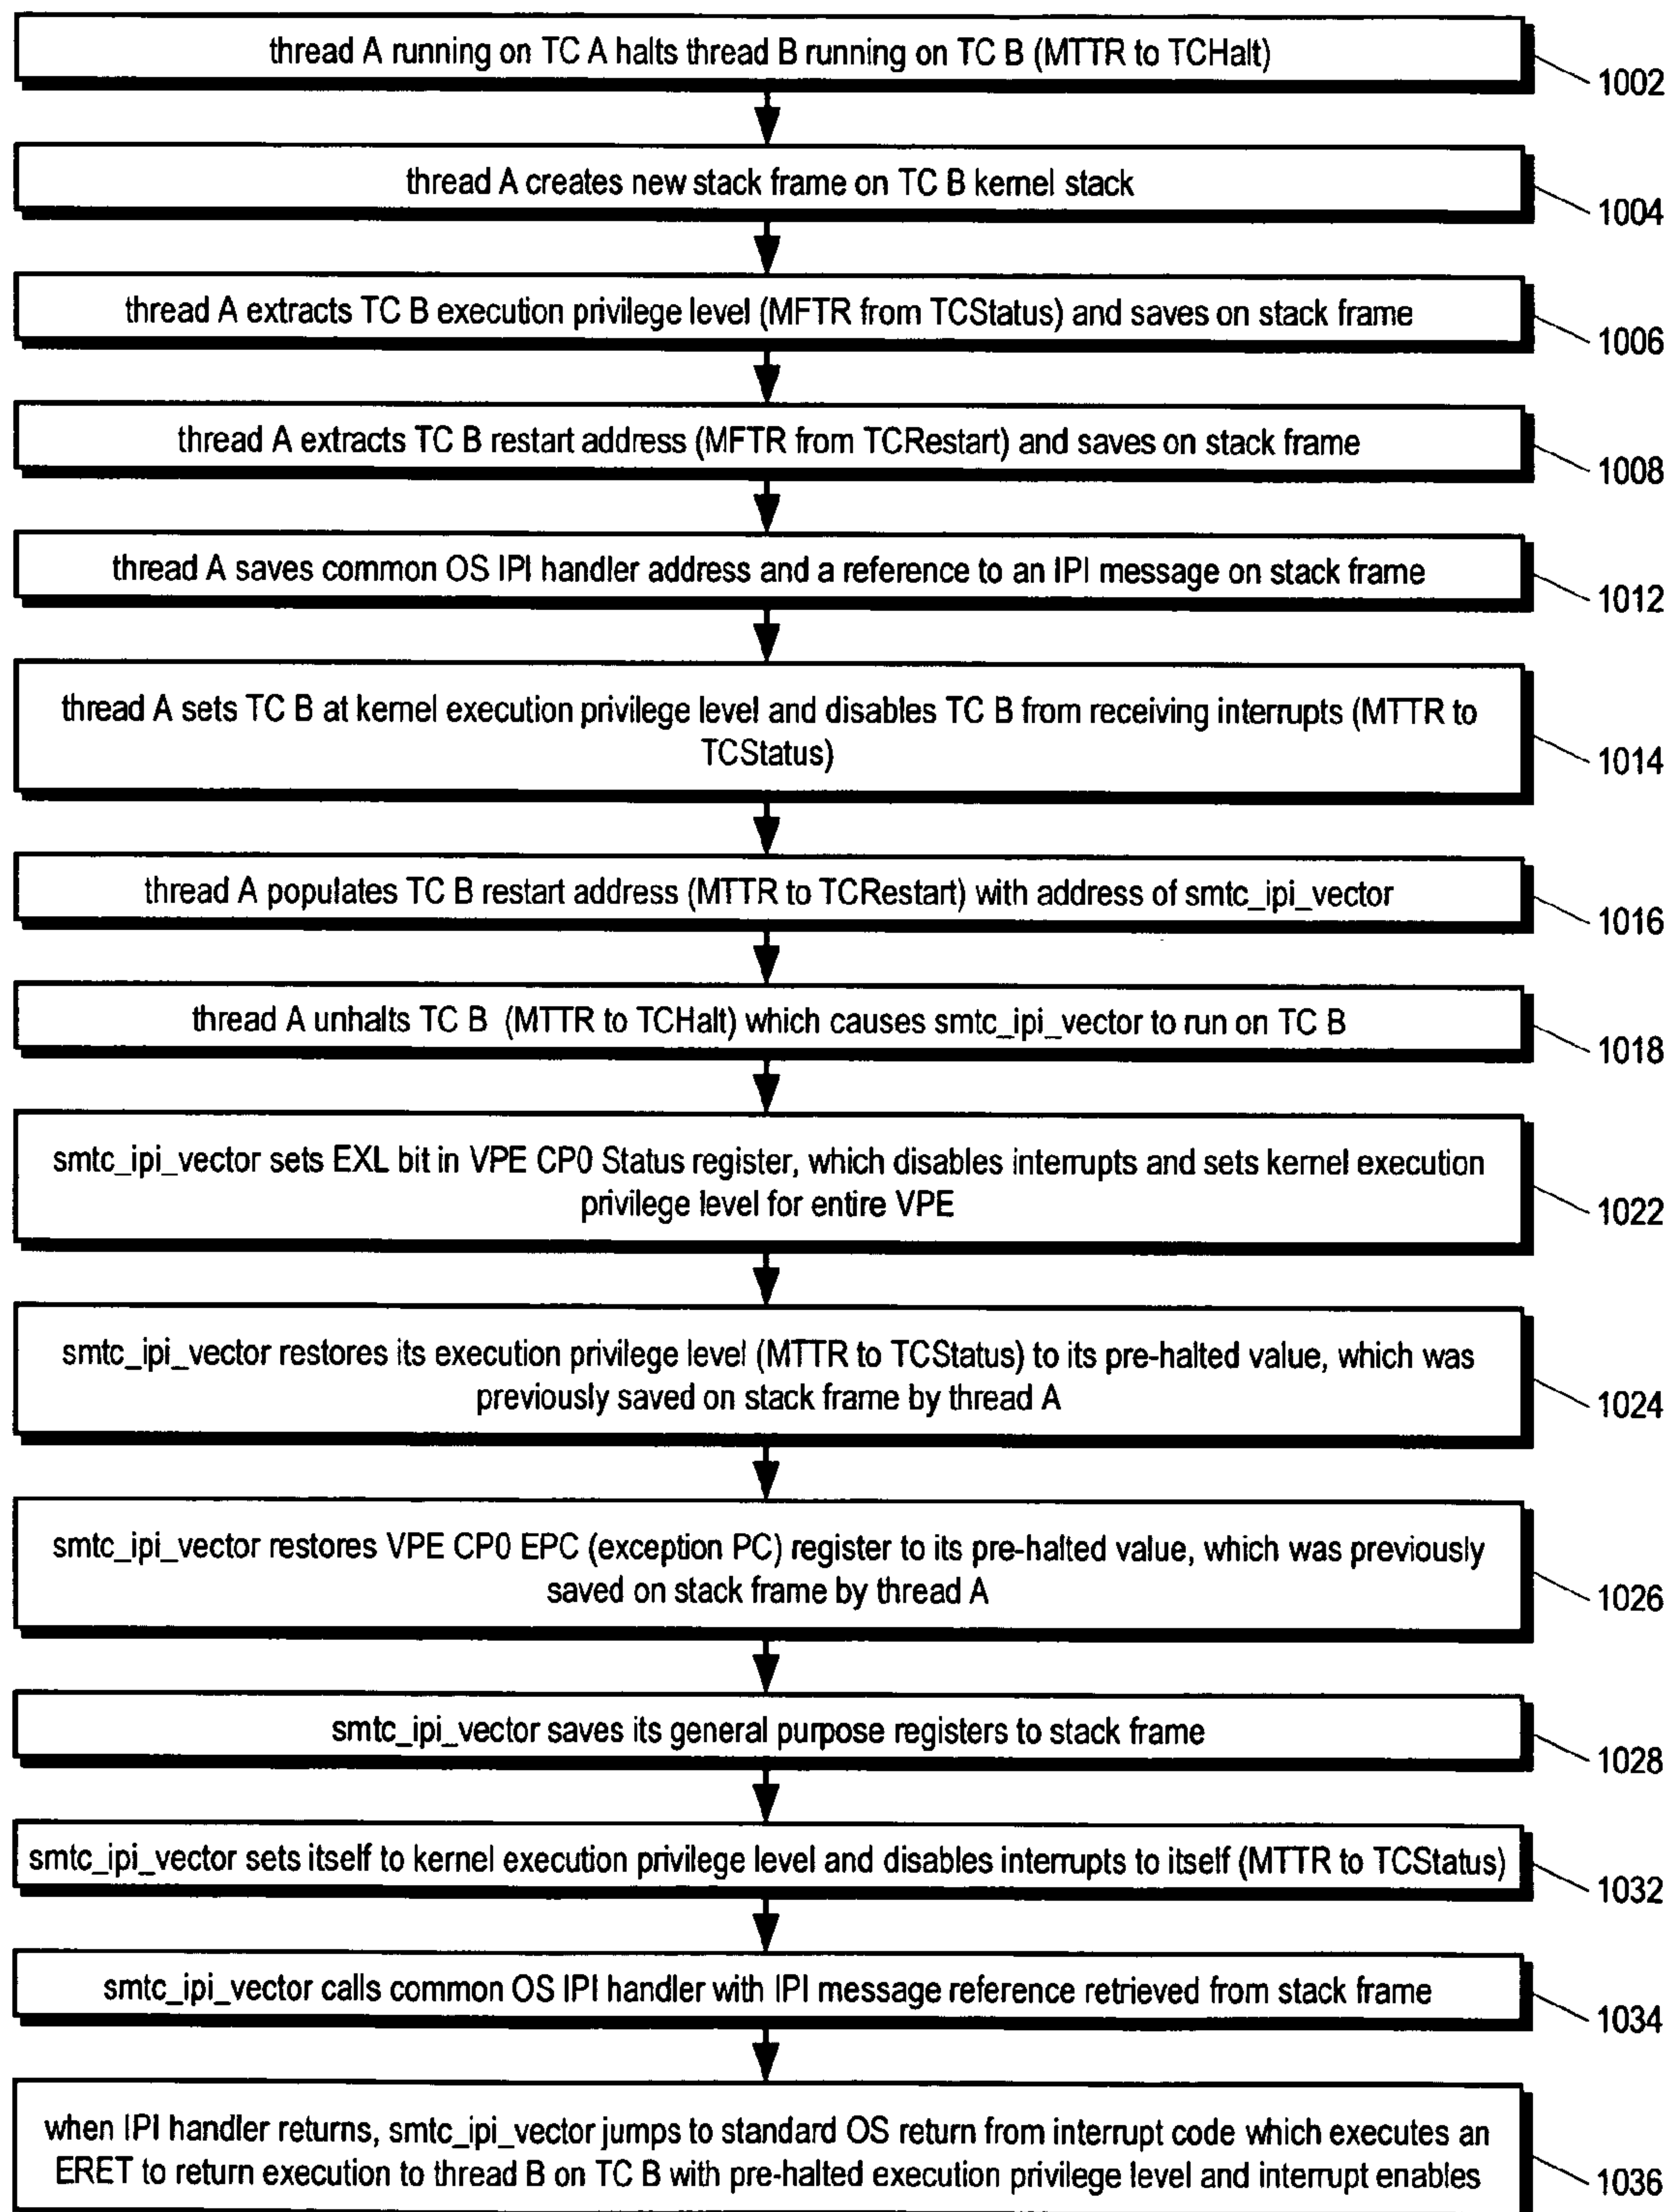 thread A running on TC A halts thread B running on TC B (MTTR to TCHalt)
1002
thread A creates new stack frame on TC B kernel stack
1004
thread A extracts TC B execution privilege level (MFTR from TCStatus) and saves on stack frame
1006
thread A extracts TC B restart address (MFTR from TCRestart) and saves on stack frame
1008
thread A saves common OS IPI handler address and a reference to an IPI message on stack frame
1012
thread A sets TC B at kernel execution privilege level and disables TC B from receiving interrupts (MTTR to
TCStatus)
1014
thread A populates TC B restart address (MTTR to TCRestart) with address of smtc_ipi_vector
1016
thread A unhalts TC B (MTTR to TCHalt) which causes smtc_ipi_vector to run on TC B
1018
smtc_ipi_vector sets EXL bit in VPE CP0 Status register, which disables interrupts and sets kernel execution
privilege level for entire VPE
1022
smtc_ipi_vector restores its execution privilege level (MTTR to TCStatus) to its pre-halted value, which was
previously saved on stack frame by thread A
1024
smtc_ipi_vector restores VPE CP0 EPC (exception PC) register to its pre-halted value, which was previously
saved on stack frame by thread A
1026
smtc_ipi_vector saves its general purpose registers to stack frame
1028
smtc_ipi_vector sets itself to kernel execution privilege level and disables interrupts to itself (MTTR to TCStatus)
1032
smtc_ipi_vector calls common OS IPI handler with IPI message reference retrieved from stack frame
1034
when IPI handler returns, smtc_ipi_vector jumps to standard OS return from interrupt code which executes an
ERET to return execution to thread B on TC B with pre-halted execution privilege level and interrupt enables
1036